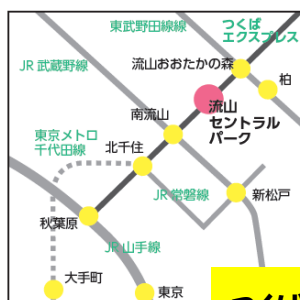 東武野田線線
つくば
エクスプレス
JR 武蔵野線
流山おおたかの森
柏
流山
セントラル
パーク
南流山
東京メトロ
千代田線
北千住
JR 常磐線
新松戸
秋葉原
JR 山手線
大手町
東京